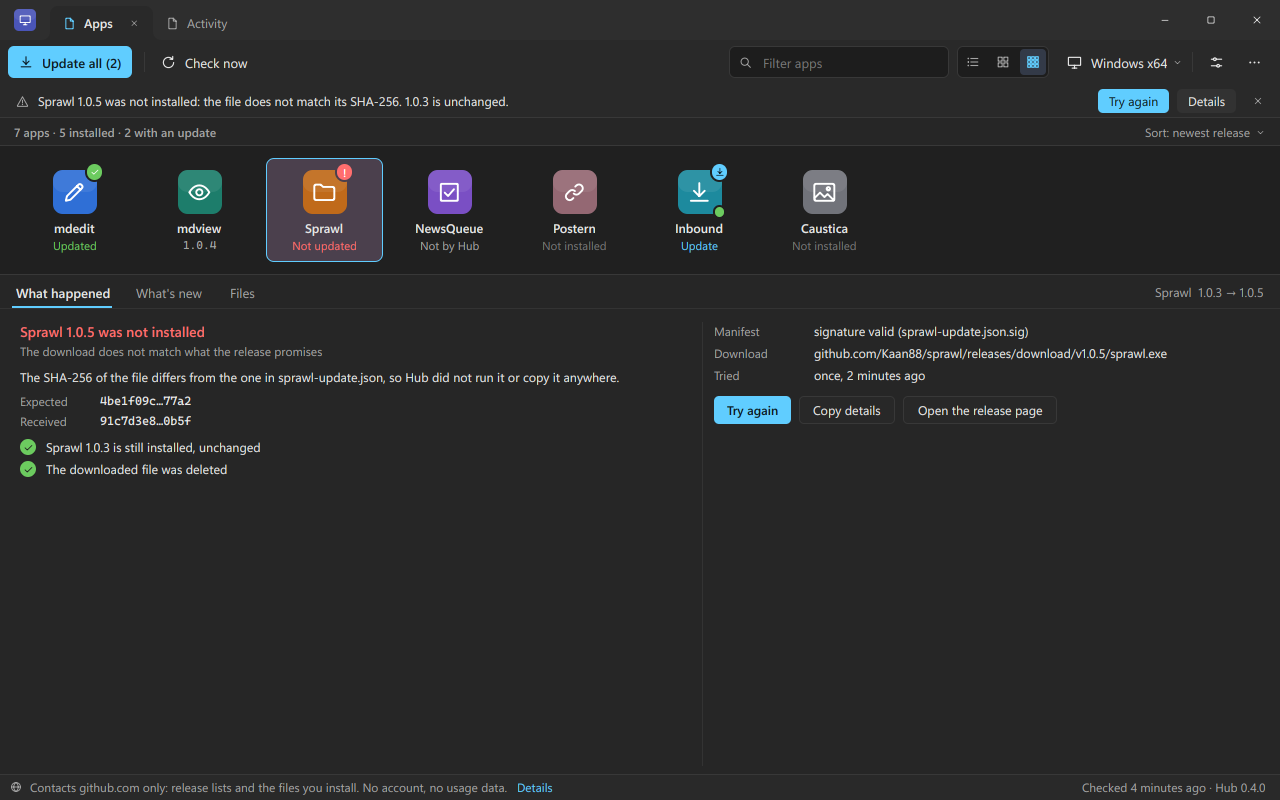 Apps
Activity
Update all (2)
Check now
Filter apps
Windows x64
Sprawl 1.0.5 was not installed: the file does not match its SHA-256. 1.0.3 is unchanged.
Try again
Details
7 apps · 5 installed · 2 with an update
Sort: newest release
mdedit
Updated
mdview
1.0.4
Sprawl
Not updated
NewsQueue
Not by Hub
Postern
Not installed
Inbound
Update
Caustica
Not installed
What happened
What's new
Files
Sprawl 1.0.3 → 1.0.5
Sprawl 1.0.5 was not installed
The download does not match what the release promises
The SHA-256 of the file differs from the one in sprawl-update.json, so Hub did not run it or copy it anywhere.
Expected 4be1f09c…77a2
Received 91c7d3e8…0b5f
Sprawl 1.0.3 is still installed, unchanged
The downloaded file was deleted
Manifest signature valid (sprawl-update.json.sig)
Download github.com/Kaan88/sprawl/releases/download/v1.0.5/sprawl.exe
Tried once, 2 minutes ago
Try again
Copy details
Open the release page
Contacts github.com only: release lists and the files you install. No account, no usage data. Details
Checked 4 minutes ago · Hub 0.4.0